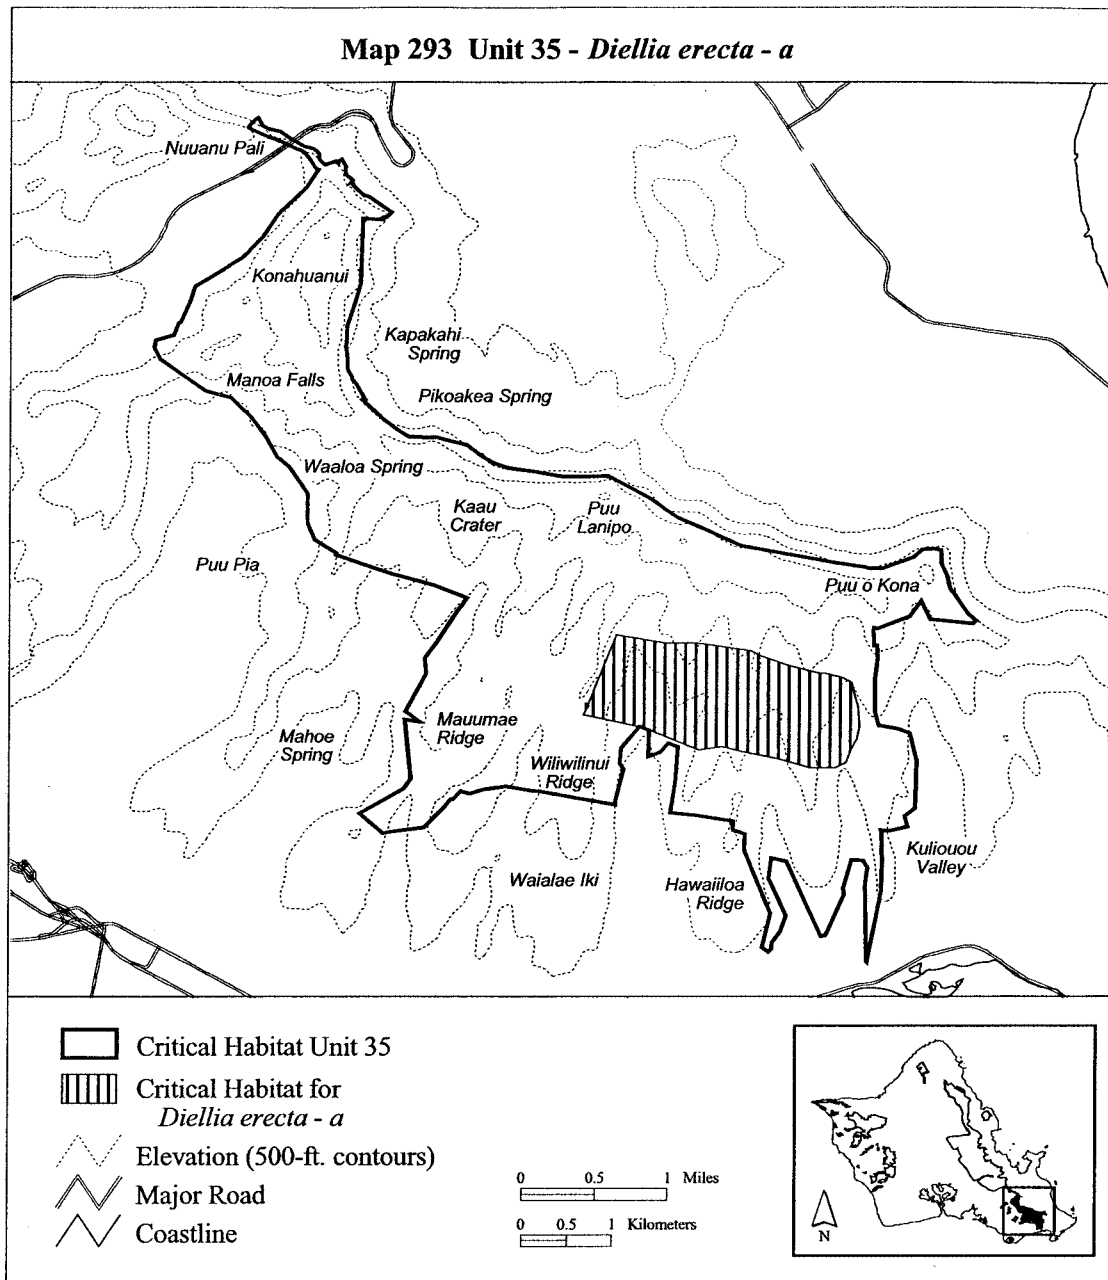 Map 293 Unit 35 - Diellia erecta - a
Nuuanu Pali
Konahuanui
Kapakahi
Spring
Manoa Falls
Pikoakea Spring
Waaloa Spring
Kaau
Crater
Puu
Lanipo
Puu Pia
Puu o Kona
Mahoe
Spring
Mauumae
Ridge
Wiliwilinui
Ridge
Waialae Iki
Hawaiiloa
Ridge
Kuliouou
Valley
Critical Habitat Unit 35
Critical Habitat for
Diellia erecta - a
Elevation (500-ft. contours)
Major Road
Coastline
0 0.5 1 Miles
0 0.5 1 Kilometers
N